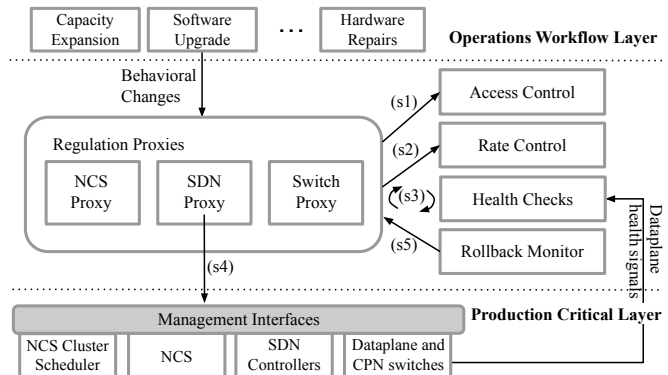 Capacity
Expansion
Software
Upgrade
...
Hardware
Repairs
Operations Workflow Layer
Behavioral
Changes
(s1)
Access Control
Regulation Proxies
(s2)
Rate Control
NCS
Proxy
SDN
Proxy
Switch
Proxy
(s3)
Health Checks
(s5)
Rollback Monitor
Dataplane
health signals
(s4)
Management Interfaces
Production Critical Layer
NCS Cluster
Scheduler
NCS
SDN
Controllers
Dataplane and
CPN switches